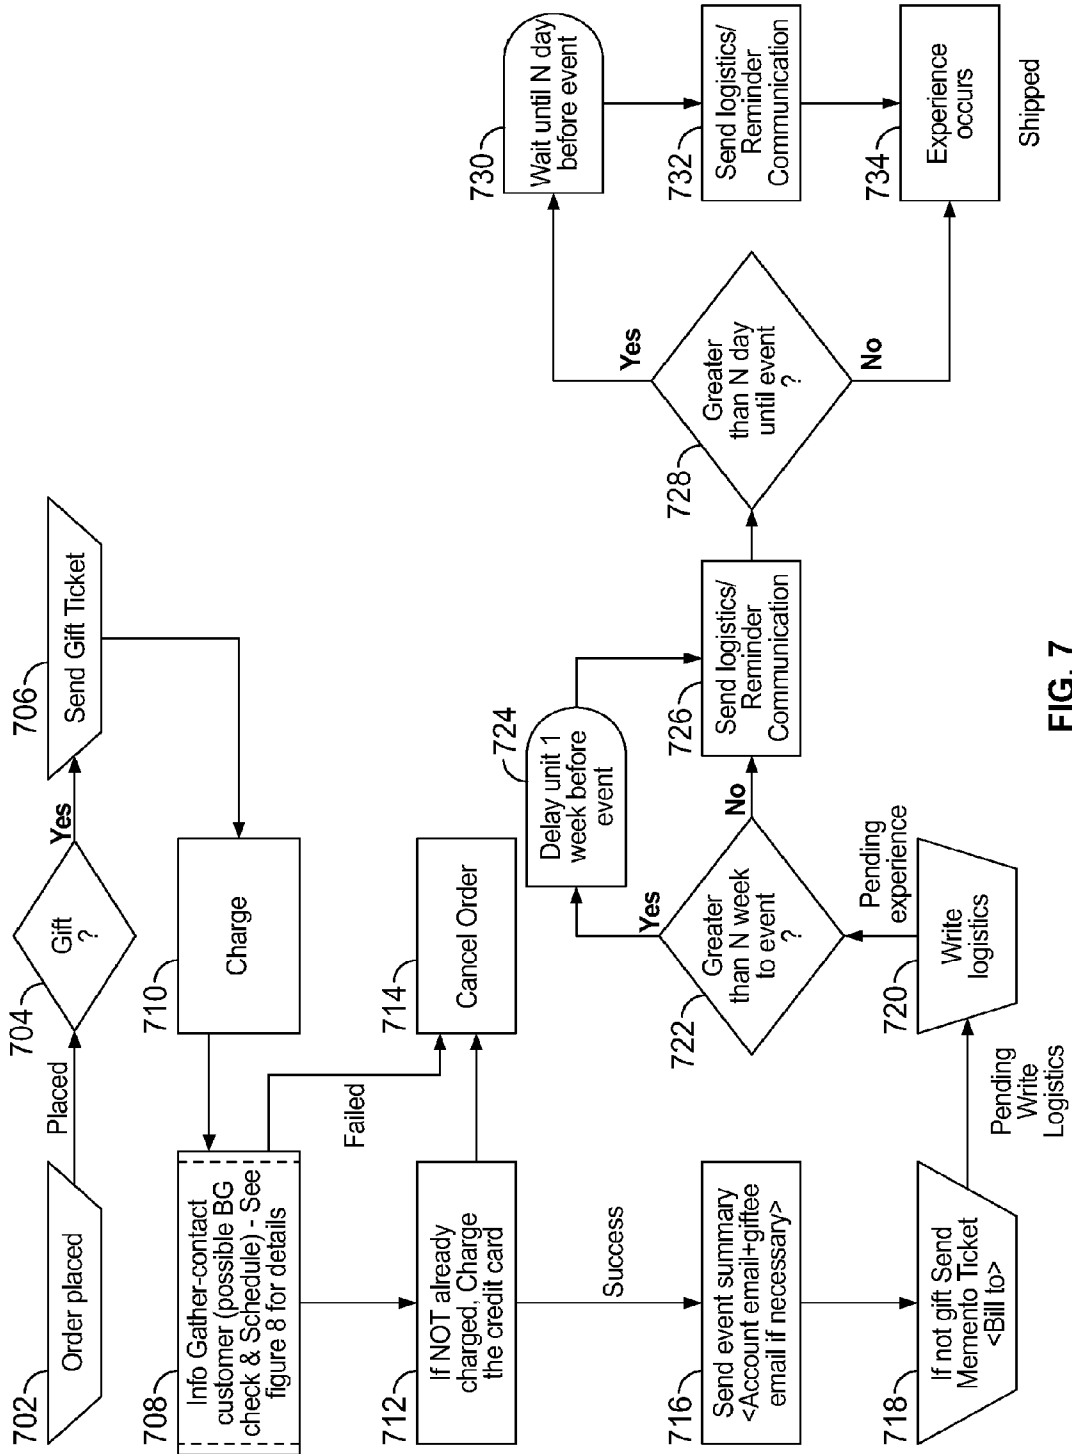 702
Order placed
Placed
704
Gift
?
Yes
706
Send Gift Ticket
708
Info Gather-contact
customer (possible BG
check & Schedule) - See
figure 8 for details
710
Charge
Failed
712
If NOT already
charged, Charge
the credit card
714
Cancel Order
Success
716
Send event summary
<Account email+giftee
email if necessary>
718
If not gift Send
Memento Ticket
<Bill to>
Pending
Write
Logistics
720
Write
logistics
Pending
experience
722
Greater
than N week
to event
?
Yes
No
724
Delay unit 1
week before
event
726
Send logistics/
Reminder
Communication
728
Greater
than N day
until event
?
Yes
No
730
Wait until N day
before event
732
Send logistics/
Reminder
Communication
734
Experience
occurs
Shipped
FIG. 7